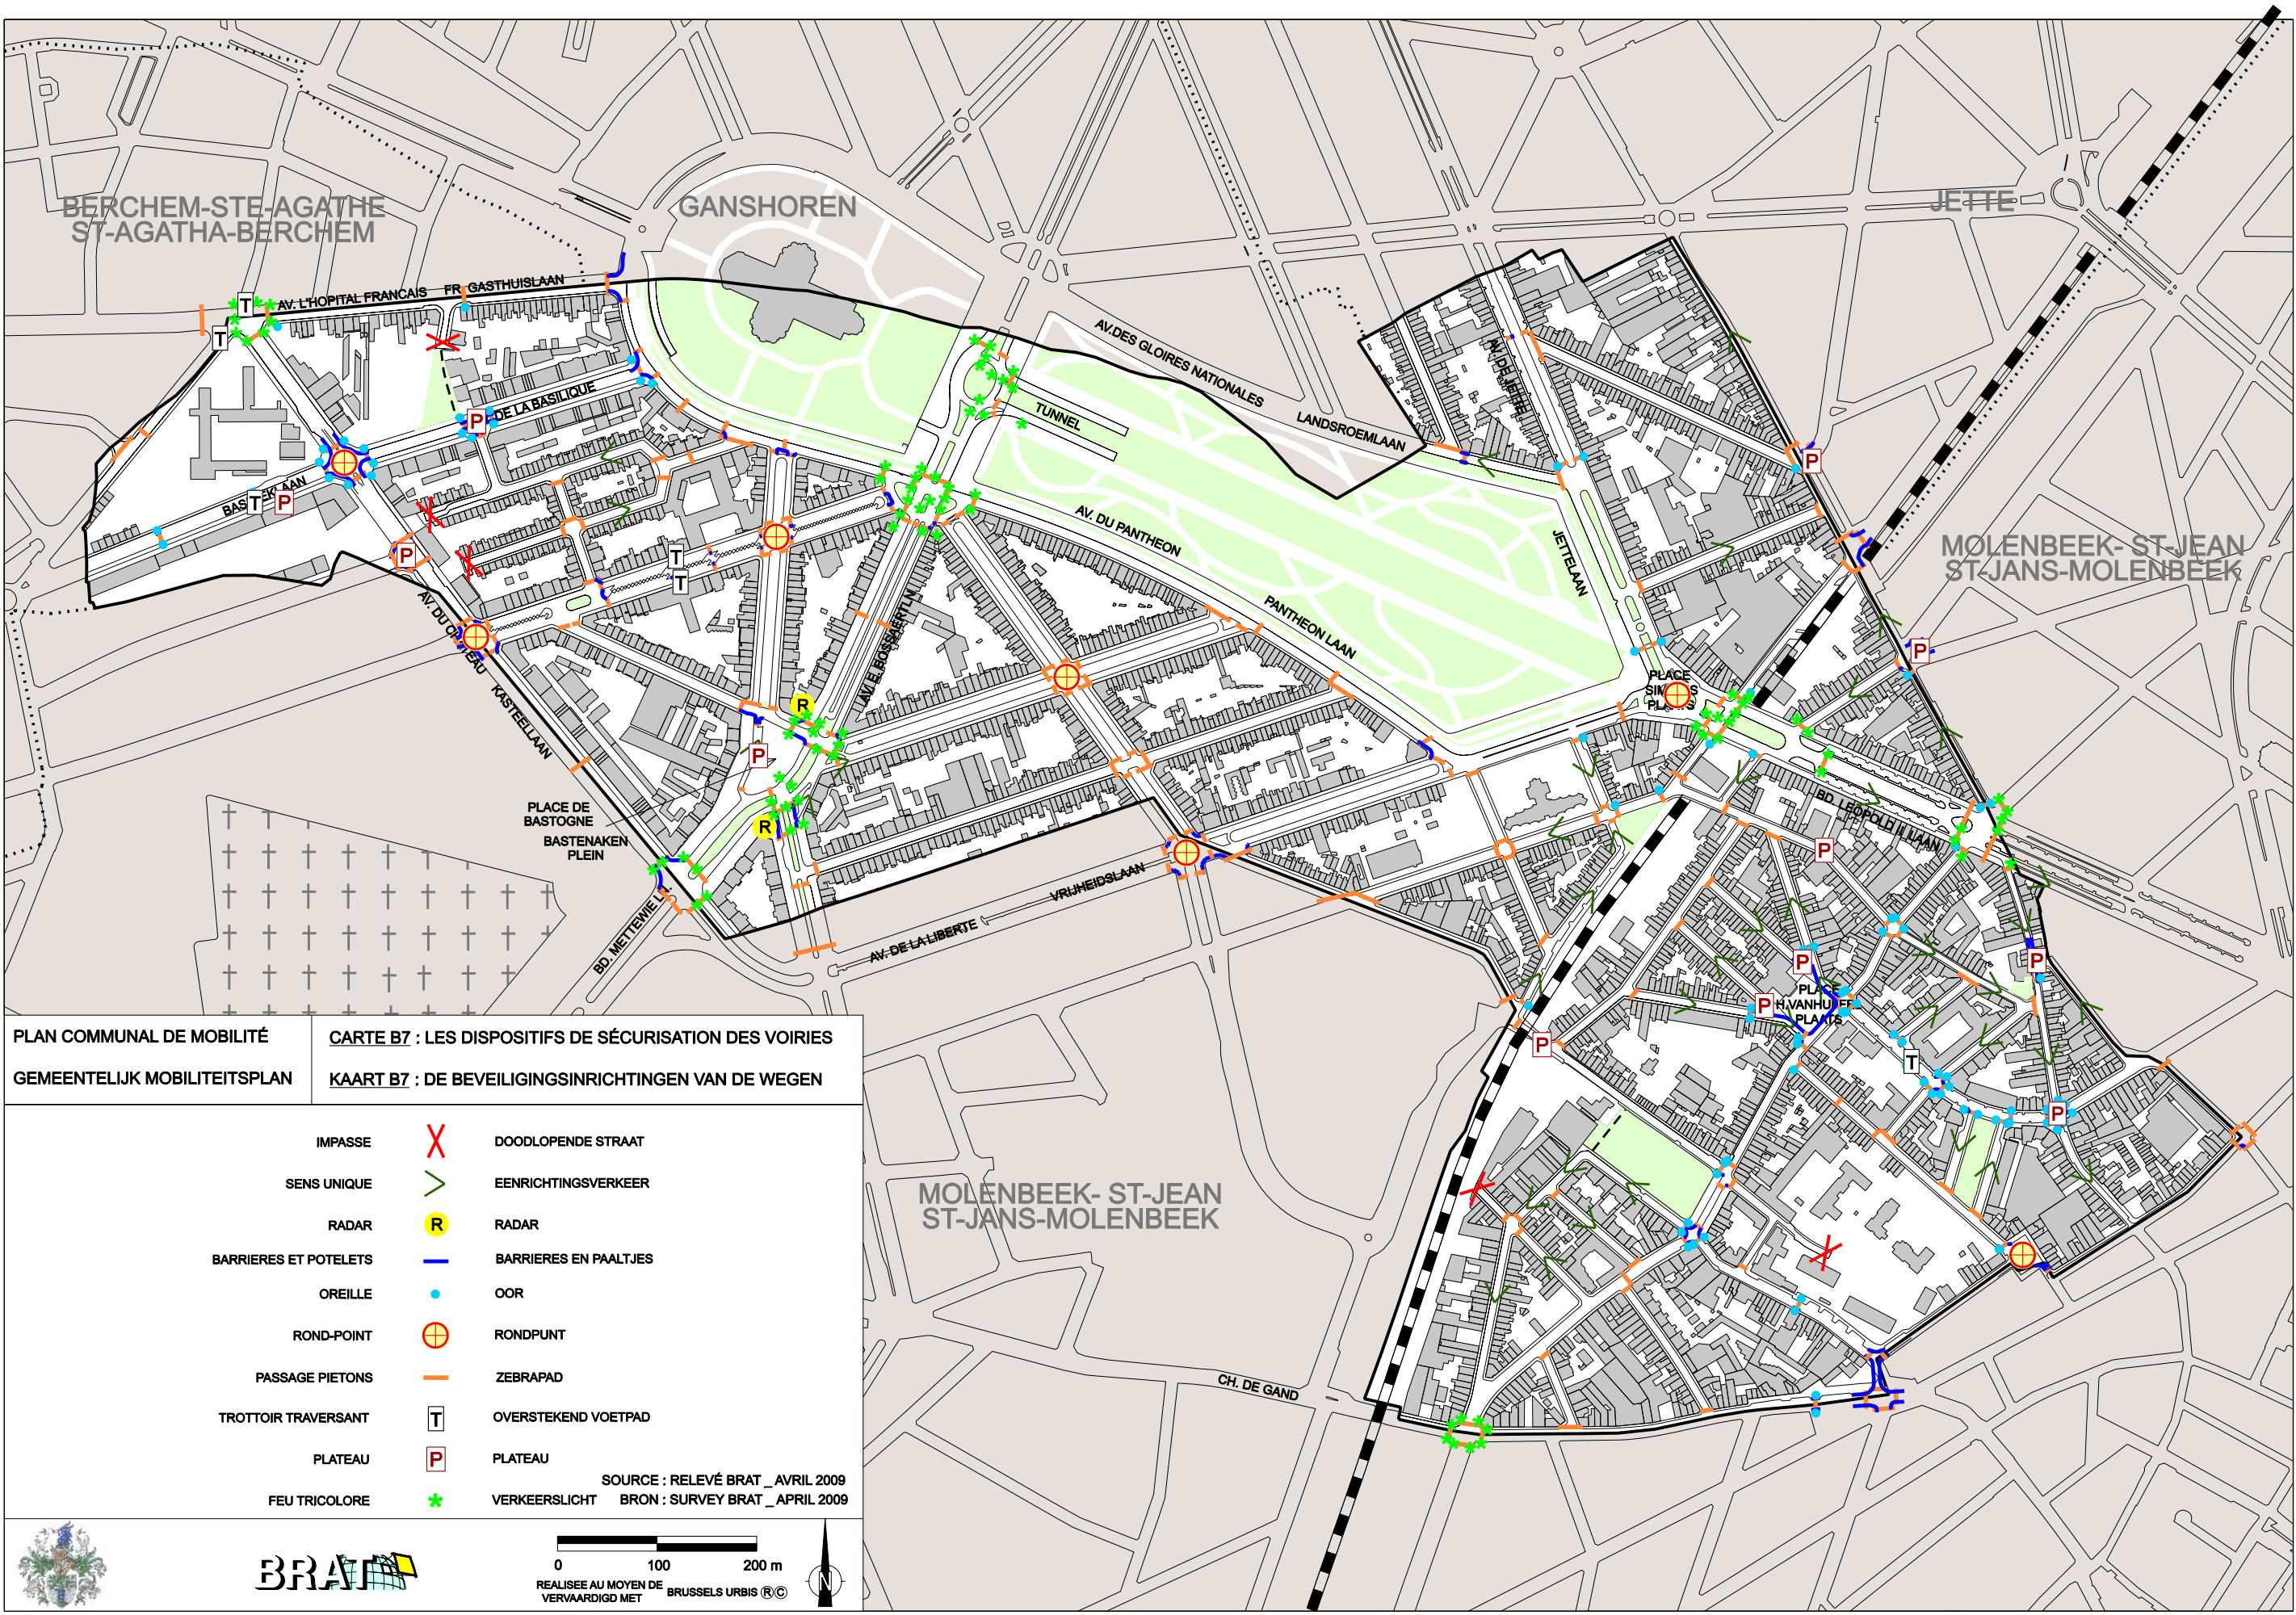 BERCHEM-STE-AGATHE
ST-AGATHA-BERCHEM
GANSHOREN
JETTE
AV. L'HOPITAL FRANCAIS FR. GASTHUISLAAN
T
T
AV.DES GLOIRES NATIONALES
LANDSROEMLAAN
AV. DE JETTE
TUNNEL
DE LA BASILIQUE
P
P
T
P
P
AV. DU PANTHEON
PANTHEON LAAN
JETTELAAN
MOLENBEEK- ST-JEAN
ST-JANS-MOLENBEEK
T
T
AV. DU
KASTEELLAAN
AV. E.BOSSAERTLN
P
PLACE
R
P
PLACE DE
BASTOGNE
BASTENAKEN
PLEIN
R
BD. LEOPOLD II LAAN
P
BD. METTEWIE L
AV. DE LA LIBERTE
VRIJHEIDSLAAN
P
P
P
PLACE
PLAATS
P
T
P
MOLENBEEK- ST-JEAN
ST-JANS-MOLENBEEK
CH. DE GAND
PLAN COMMUNAL DE MOBILITÉ
GEMEENTELIJK MOBILITEITSPLAN
CARTE B7 : LES DISPOSITIFS DE SÉCURISATION DES VOIRIES
KAART B7 : DE BEVEILIGINGSINRICHTINGEN VAN DE WEGEN
IMPASSE DOODLOPENDE STRAAT
SENS UNIQUE EENRICHTINGSVERKEER
RADAR R RADAR
BARRIERES ET POTELETS BARRIERES EN PAALTJES
OREILLE OOR
ROND-POINT RONDPUNT
PASSAGE PIETONS ZEBRAPAD
TROTTOIR TRAVERSANT T OVERSTEKEND VOETPAD
PLATEAU P PLATEAU
FEU TRICOLORE VERKEERSLICHT
SOURCE : RELEVÉ BRAT _ AVRIL 2009
BRON : SURVEY BRAT _ APRIL 2009
BRAT
0 100 200 m
REALISEE AU MOYEN DE
VERVAARDIGD MET
BRUSSELS URBIS ®©
N